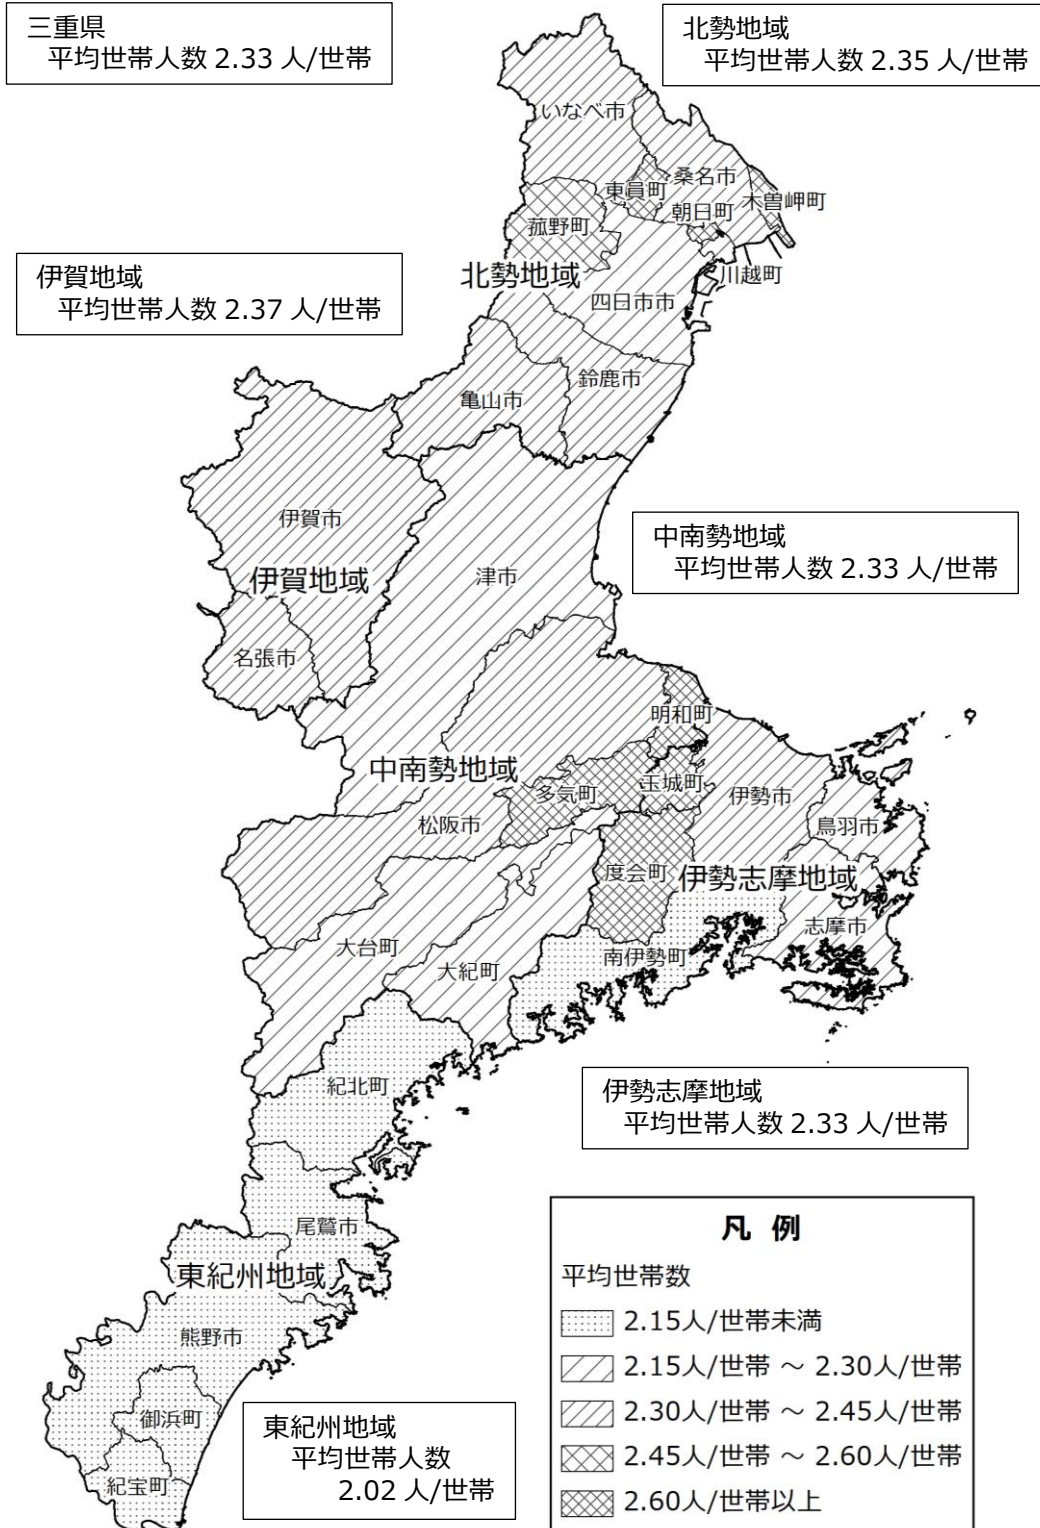 三重県
平均世帯人数 2.33 人/世帯
北勢地域
平均世帯人数 2.35 人/世帯
いなべ市
桑名市
東員町
木曽岬町
朝日町
菰野町
川越町
北勢地域
四日市市
伊賀地域
平均世帯人数 2.37 人/世帯
鈴鹿市
亀山市
伊賀市
中南勢地域
平均世帯人数 2.33 人/世帯
津市
伊賀地域
名張市
明和町
中南勢地域
玉城町
多気町
伊勢市
松阪市
鳥羽市
度会町
伊勢志摩地域
志摩市
大台町
南伊勢町
大紀町
紀北町
伊勢志摩地域
平均世帯人数 2.33 人/世帯
尾鷲市
東紀州地域
熊野市
御浜町
紀宝町
東紀州地域
平均世帯人数
2.02 人/世帯
凡 例
平均世帯数
2.15人/世帯未満
2.15人/世帯 ～ 2.30人/世帯
2.30人/世帯 ～ 2.45人/世帯
2.45人/世帯 ～ 2.60人/世帯
2.60人/世帯以上